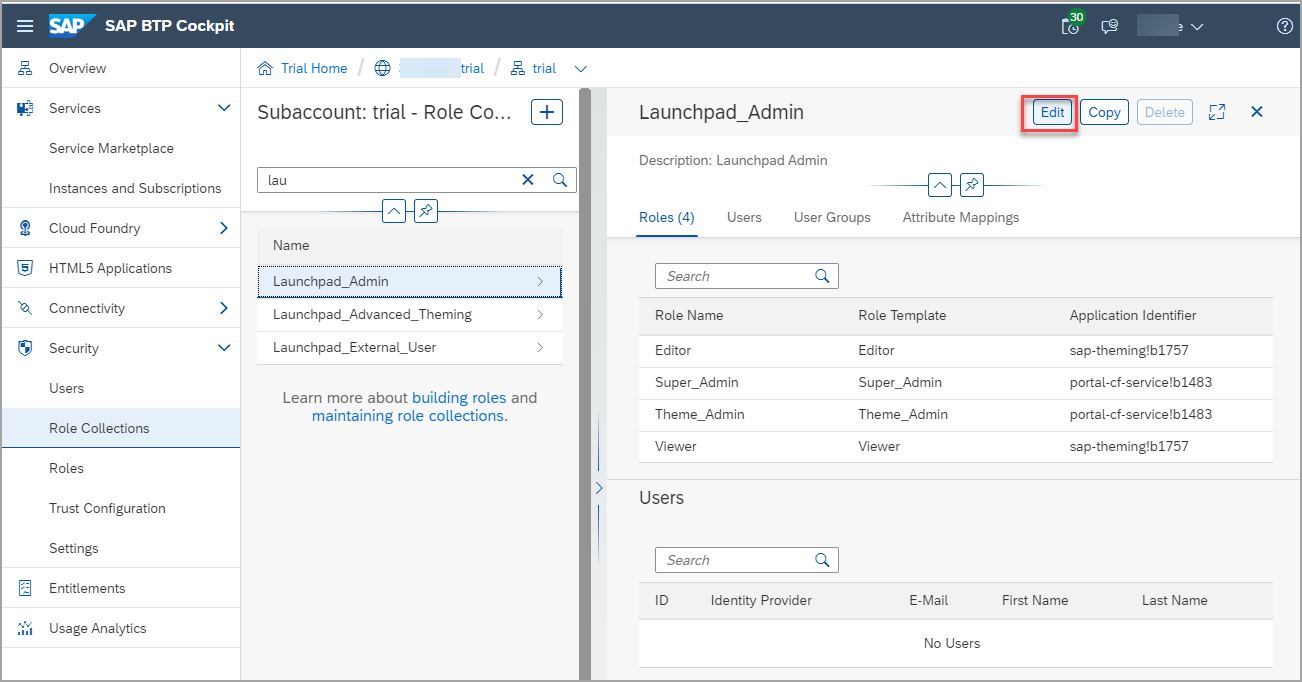 SAP SAP BTP Cockpit
30
e
Overview
Services
Service Marketplace
Instances and Subscriptions
Cloud Foundry
HTML5 Applications
Connectivity
Security
Users
Role Collections
Roles
Trust Configuration
Settings
Entitlements
Usage Analytics
Trial Home / trial / trial
Subaccount: trial - Role Co...
lau
Name
Launchpad_Admin
Launchpad_Advanced_Theming
Launchpad_External_User
Learn more about building roles and
maintaining role collections.
Launchpad_Admin
Edit Copy Delete
Description: Launchpad Admin
Roles (4) Users User Groups Attribute Mappings
Search
Role Name Role Template Application Identifier
Editor Editor sap-theming!b1757
Super_Admin Super_Admin portal-cf-service!b1483
Theme_Admin Theme_Admin portal-cf-service!b1483
Viewer Viewer sap-theming!b1757
Users
Search
ID Identity Provider E-Mail First Name Last Name
No Users